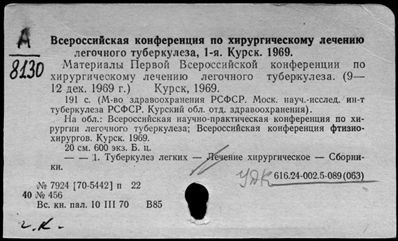 А
8130
Всероссийская конференция по хирургическому лечению
легочного туберкулеза, 1-я. Курск. 1969.
Материалы Первой Всероссийской конференции по
хирургическому лечению легочного туберкулеза. (9—
12 дек. 1969 г.) Курск, 1969.
191 с. (М-во здравоохранения РСФСР. Моск. науч.-исслед. ин-т
туберкулеза РСФСР. Курский обл. отд. здравоохранения).
На обл.: Всероссийская научно-практическая конференция по хи-
рургии легочного туберкулеза; Всероссийская конференция фтизио-
хирургов. Курск. 1969.
20 см. 600 экз. Б. ц.
— — 1. Туберкулез легких — Лечение хирургическое — Сборни-
ки.
УДК 616.24-002.5-089(063)
№ 7924 [70-5442] п 22
40 № 456
Вс. кн. пал. 10 III 70 В85